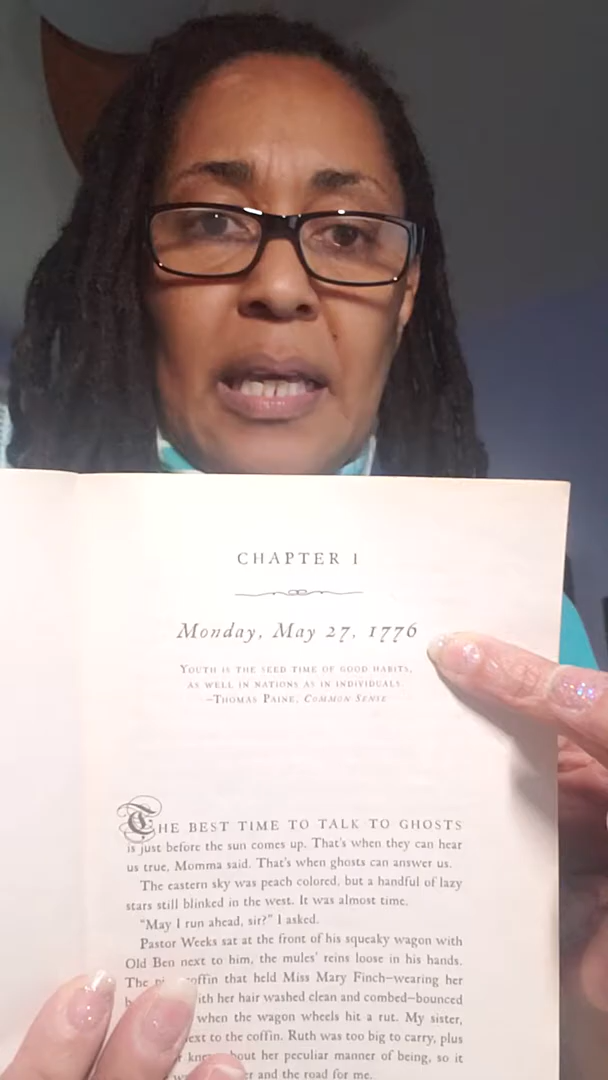 CHAPTER I
Monday, May 27, 1776
YOUTH IS THE SEED TIME OF GOOD HABITS,
AS WELL IN NATIONS AS IN INDIVIDUALS.
–THOMAS PAINE, COMMON SENSE
THE BEST TIME TO TALK TO GHOSTS
is just before the sun comes up. That's when they can hear
us true, Momma said. That's when ghosts can answer us.
The eastern sky was peach colored, but a handful of lazy
stars still blinked in the west. It was almost time.
"May I run ahead, sir?" I asked.
Pastor Weeks sat at the front of his squeaky wagon with
Old Ben next to him, the mules' reins loose in his hands.
The coffin that held Miss Mary Finch–wearing her
with her hair washed clean and combed–bounced
when the wagon wheels hit a rut. My sister,
next to the coffin. Ruth was too big to carry, plus
knew about her peculiar manner of being, so it
and the road for me.